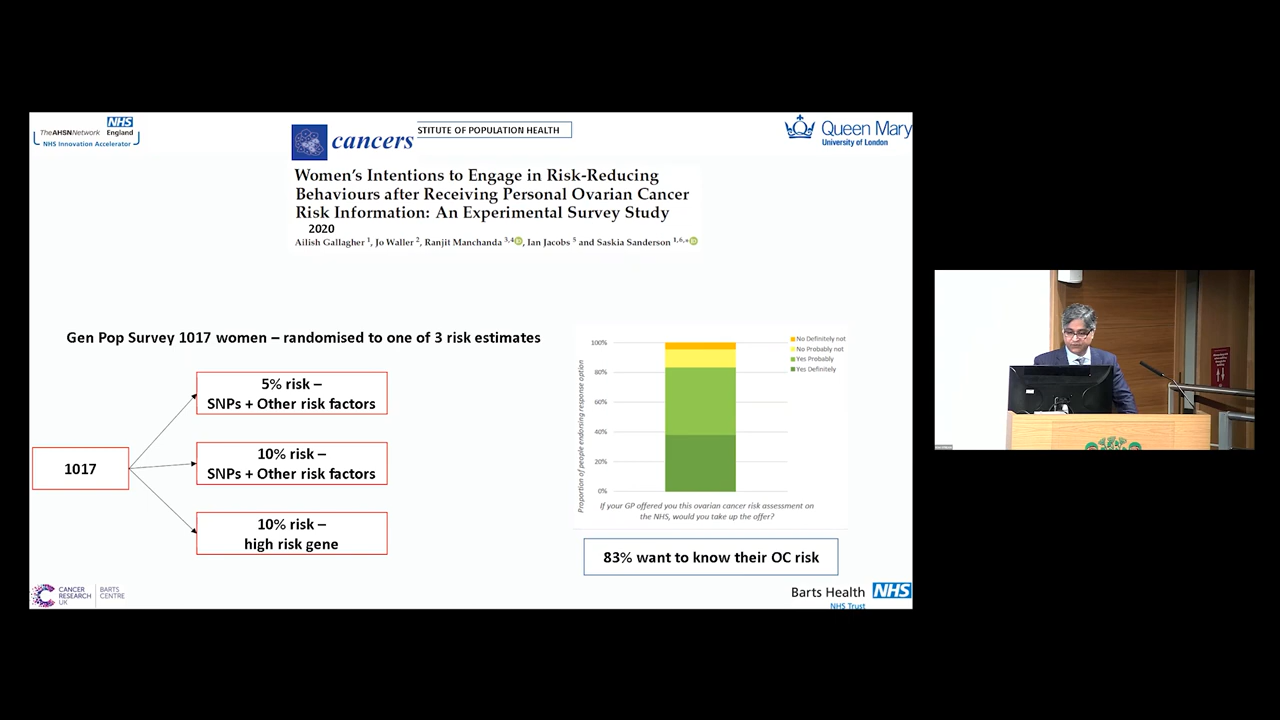 TheAHSNNetwork
NHS
England
NHS Innovation Accelerator
cancers
STITUTE OF POPULATION HEALTH
Queen Mary
University of London
Women's Intentions to Engage in Risk-Reducing
Behaviours after Receiving Personal Ovarian Cancer
Risk Information: An Experimental Survey Study
2020
Ailish Gallagher 1, Jo Waller 2, Ranjit Manchanda 3,4, Ian Jacobs 5 and Saskia Sanderson 1,6,*
Gen Pop Survey 1017 women – randomised to one of 3 risk estimates
1017
5% risk –
SNPs + Other risk factors
10% risk –
SNPs + Other risk factors
10% risk –
high risk gene
Proportion of people endorsing response option
100%
80%
60%
40%
20%
0%
No Definitely not
No Probably not
Yes Probably
Yes Definitely
If your GP offered you this ovarian cancer risk assessment on
the NHS, would you take up the offer?
83% want to know their OC risk
CANCER
RESEARCH
UK
BARTS
CENTRE
Barts Health
NHS
NHS Trust